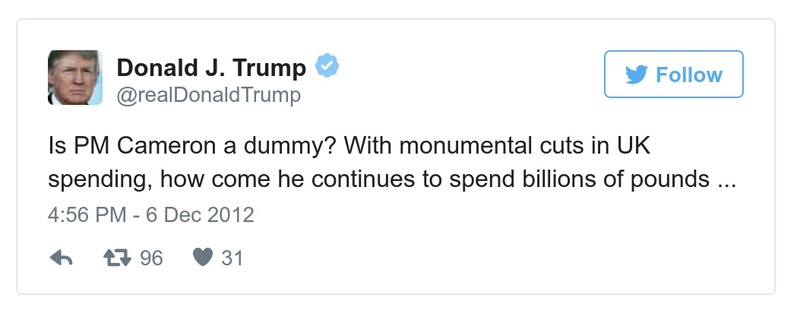 Donald J. Trump
@realDonaldTrump
Follow
Is PM Cameron a dummy? With monumental cuts in UK
spending, how come he continues to spend billions of pounds ...
4:56 PM - 6 Dec 2012
96 31